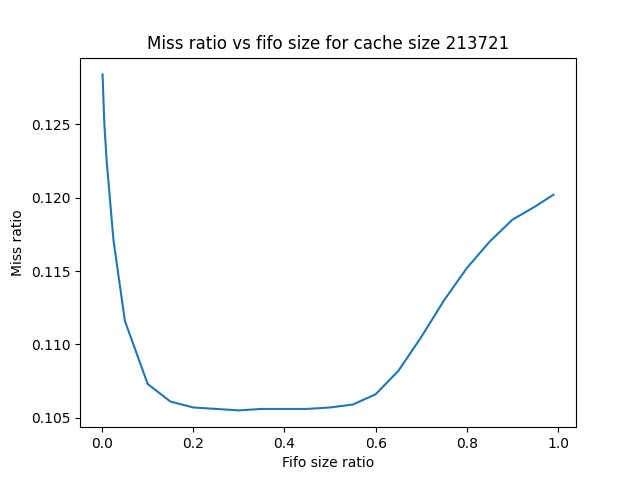 Miss ratio vs fifo size for cache size 213721
Miss ratio
0.125
0.120
0.115
0.110
0.105
0.0 0.2 0.4 0.6 0.8 1.0
Fifo size ratio